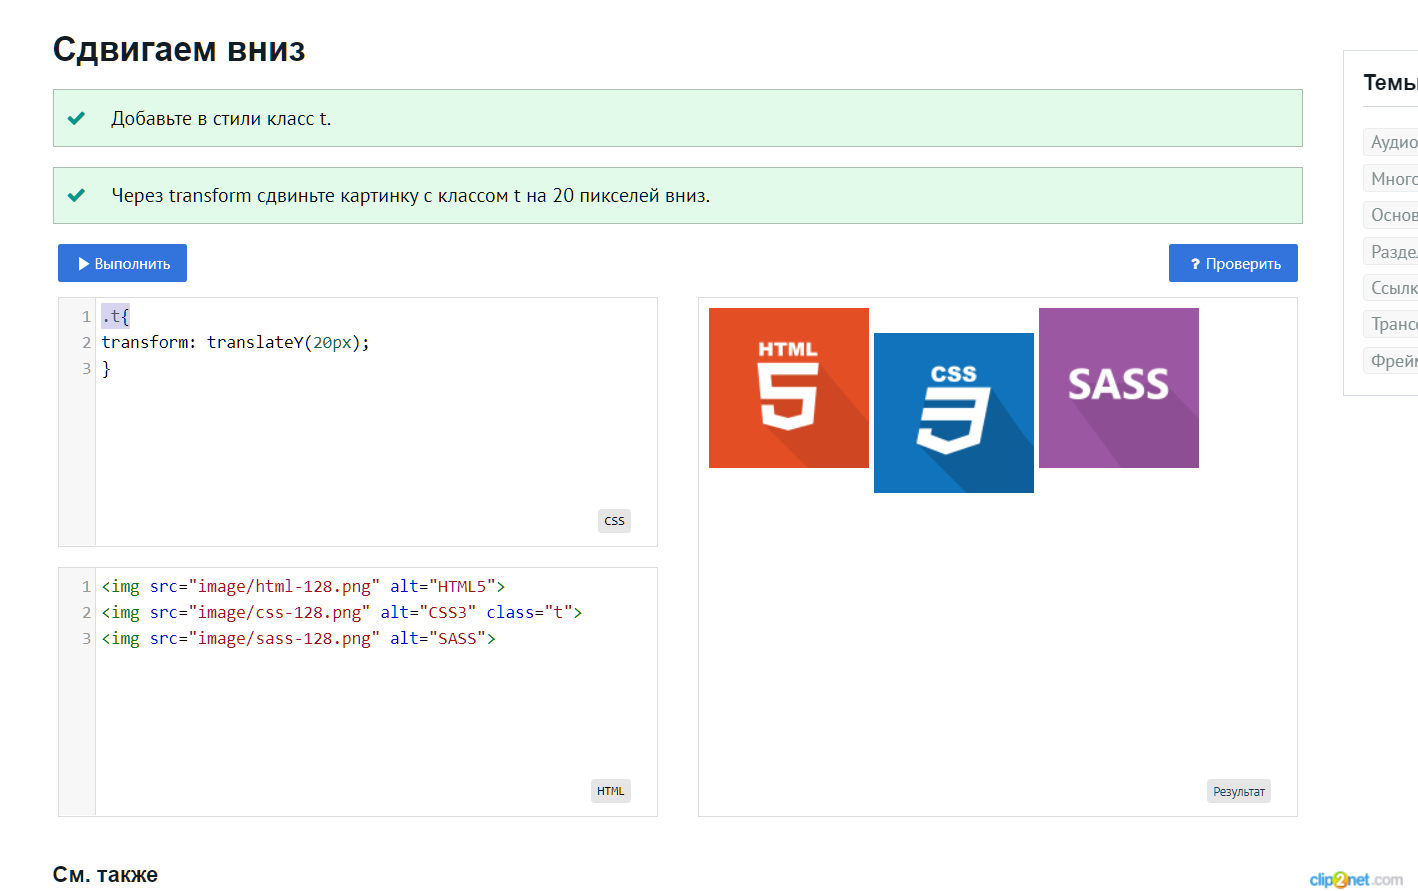 Сдвигаем вниз
Добавьте в стили класс t.
Через transform сдвиньте картинку с классом t на 20 пикселей вниз.
Выполнить
? Проверить
1 .t{
2 transform: translateY(20px);
3 }
CSS
1 <img src="image/html-128.png" alt="HTML5">
2 <img src="image/css-128.png" alt="CSS3" class="t">
3 <img src="image/sass-128.png" alt="SASS">
HTML
HTML
5
CSS
3
SASS
Результат
Темы
Аудио
Много
Основ
Разде
Ссылк
Транс
Фрейм
См. также
clip2net.com